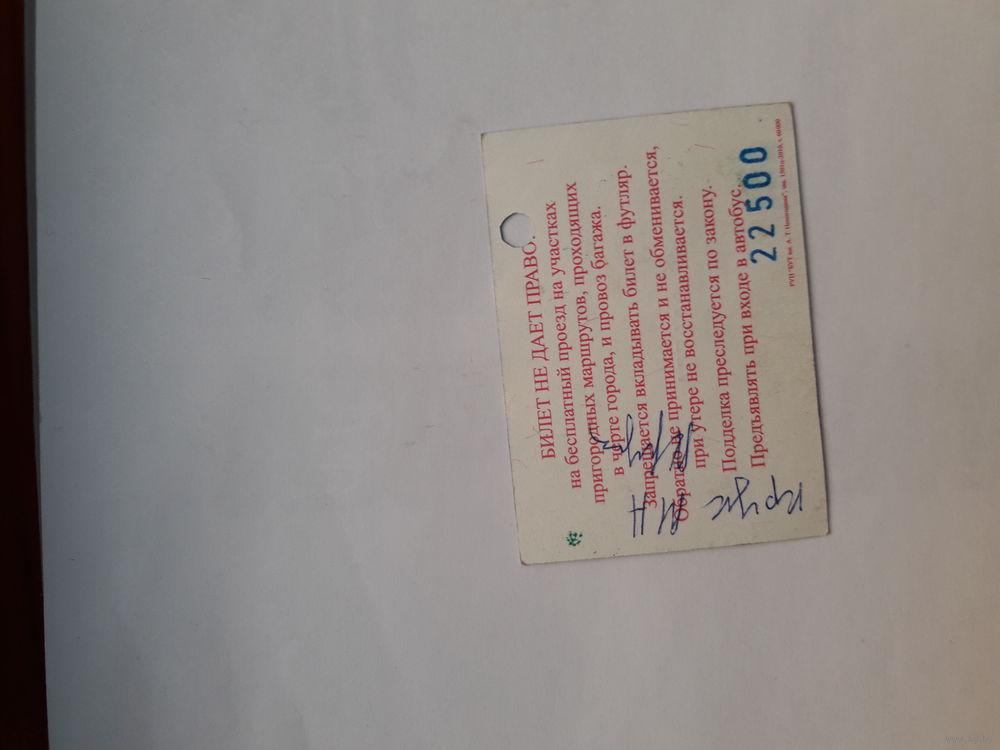 БИЛЕТ НЕ ДАЕТ ПРАВО:
на бесплатный проезд на участках
пригородных маршрутов, проходящих
в черте города, и провоз багажа.
Запрещается вкладывать билет в футляр.
Обратно не принимается и не обменивается,
при утере не восстанавливается.
Подделка преследуется по закону.
Предъявлять при входе в автобус.
22500